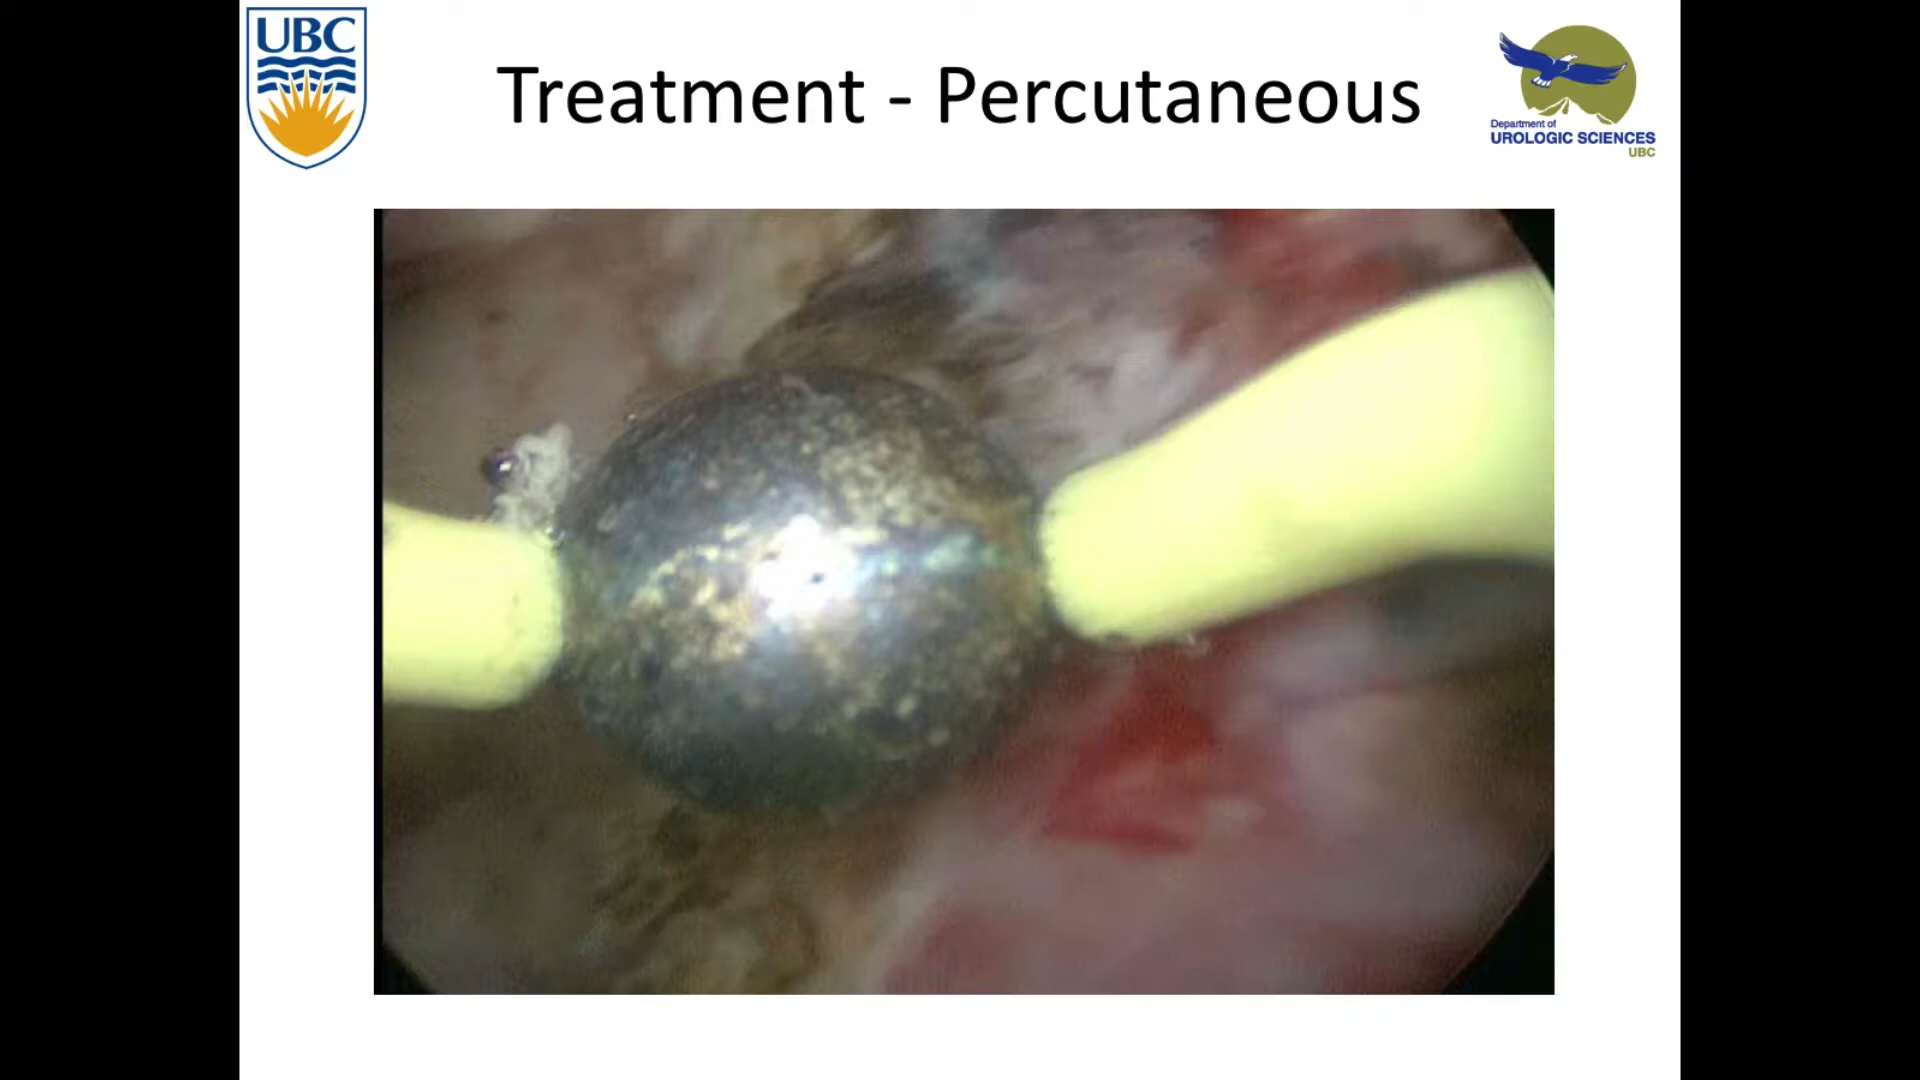 UBC
Treatment - Percutaneous
Department of
UROLOGIC SCIENCES
UBC